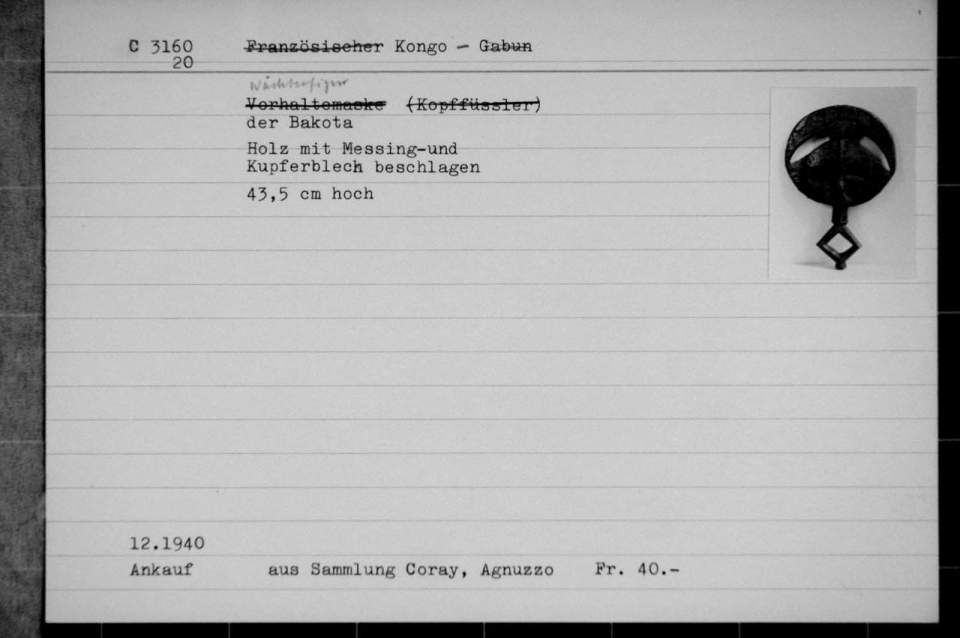 C 3160 Französischer Kongo - Gabun
20
Wächterfigur
Vorhaltemaske (Kopffüssler)
der Bakota
Holz mit Messing-und
Kupferblech beschlagen
43,5 cm hoch
12.1940
Ankauf aus Sammlung Coray, Agnuzzo Fr. 40.-